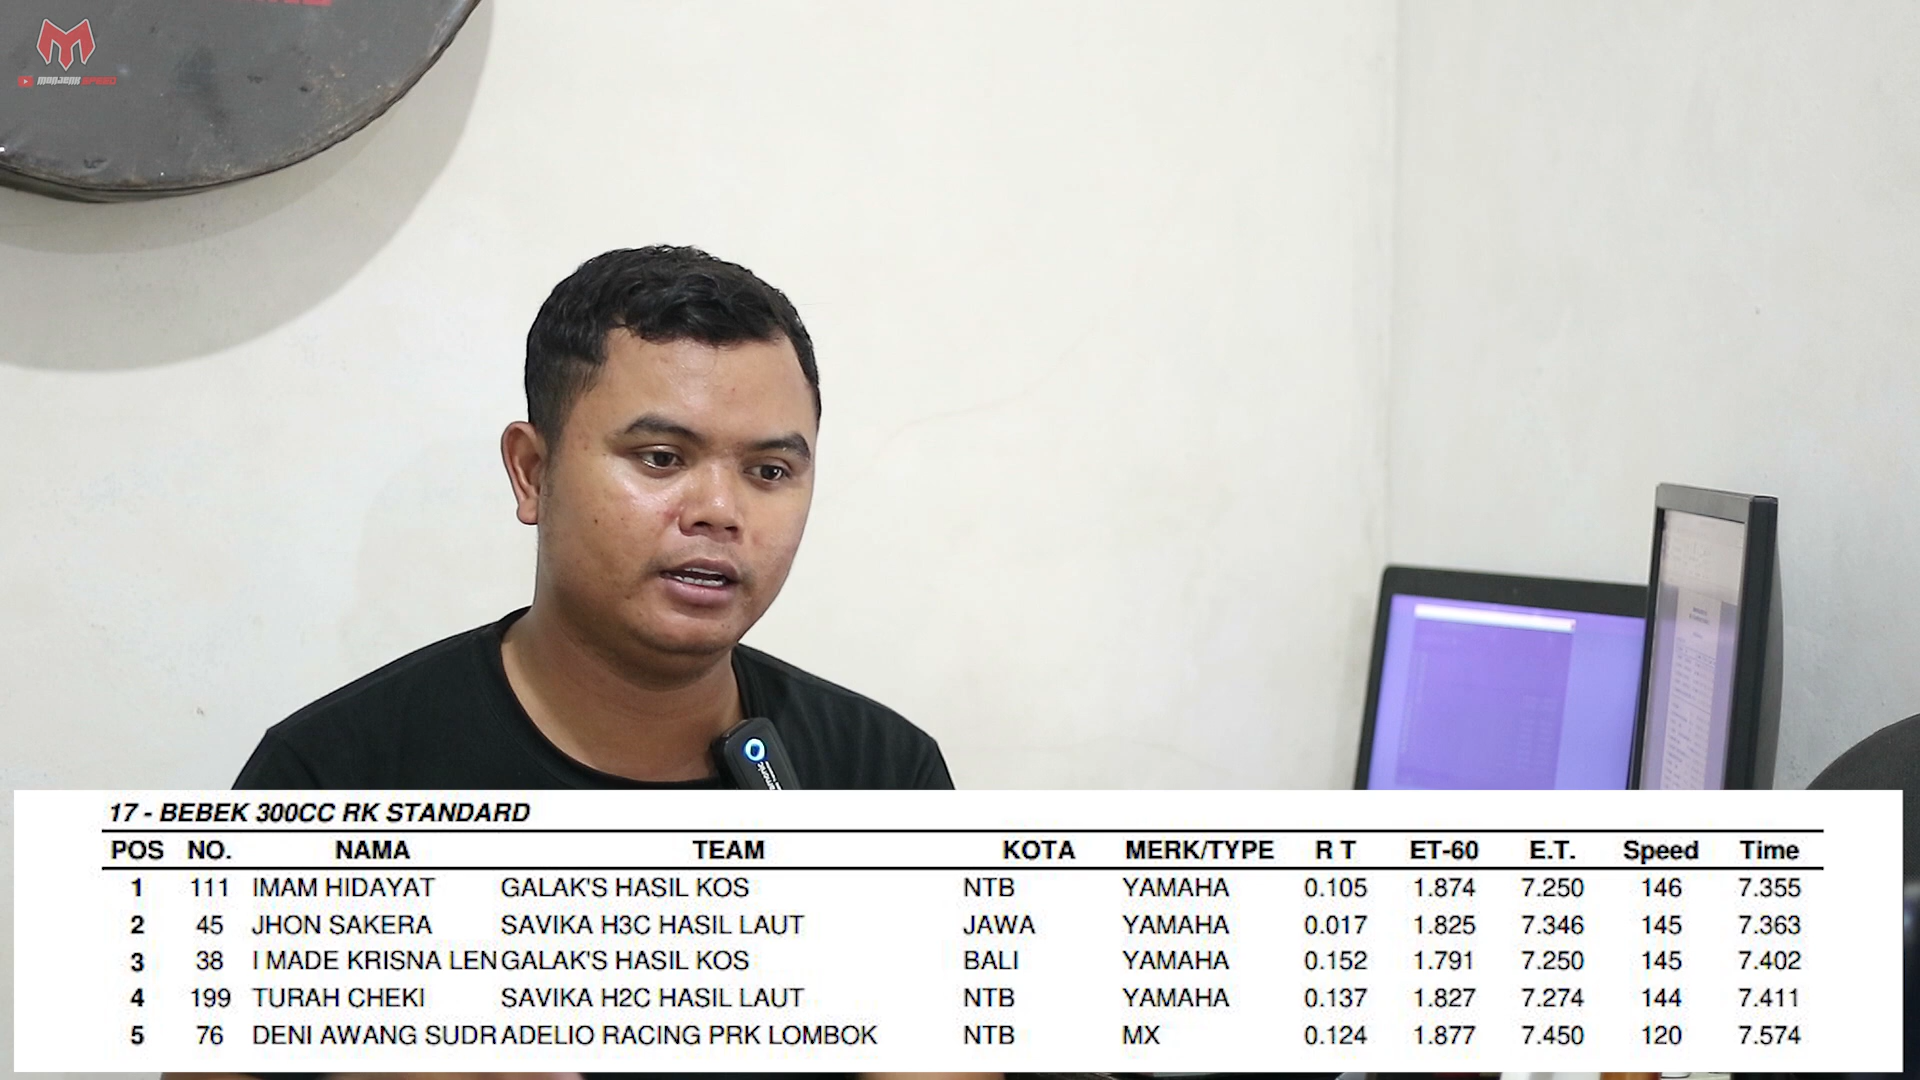 MORJENK SPEED
17 - BEBEK 300CC RK STANDARD
POS NO. NAMA TEAM KOTA MERK/TYPE R T ET-60 E.T. Speed Time
1 111 IMAM HIDAYAT GALAK'S HASIL KOS NTB YAMAHA 0.105 1.874 7.250 146 7.355
2 45 JHON SAKERA SAVIKA H3C HASIL LAUT JAWA YAMAHA 0.017 1.825 7.346 145 7.363
3 38 I MADE KRISNA LEN GALAK'S HASIL KOS BALI YAMAHA 0.152 1.791 7.250 145 7.402
4 199 TURAH CHEKI SAVIKA H2C HASIL LAUT NTB YAMAHA 0.137 1.827 7.274 144 7.411
5 76 DENI AWANG SUDR ADELIO RACING PRK LOMBOK NTB MX 0.124 1.877 7.450 120 7.574